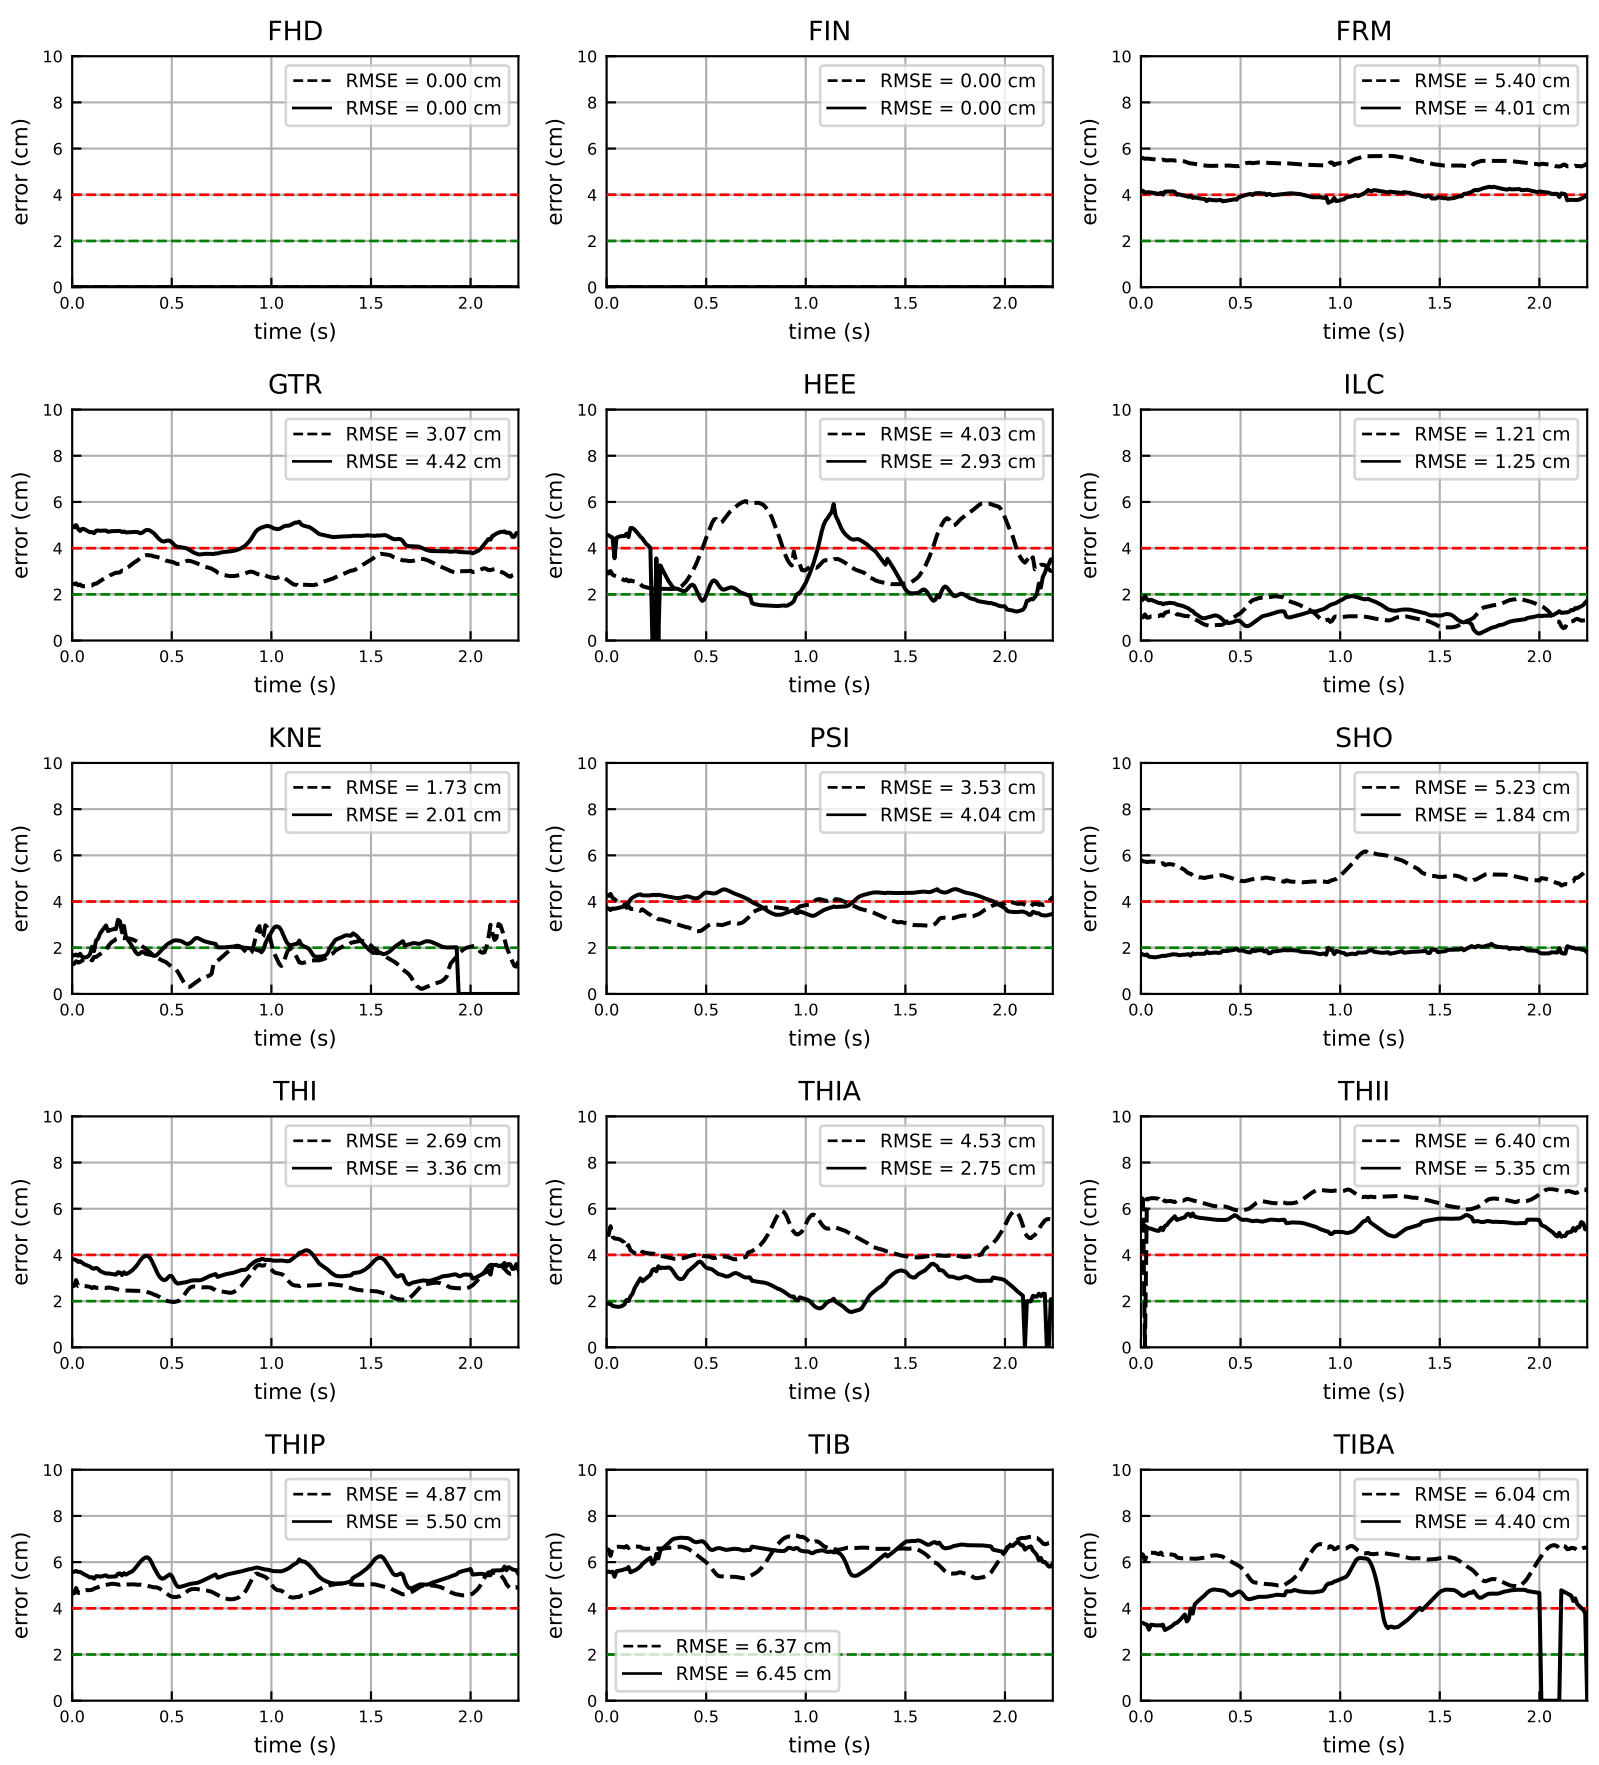 FHD
error (cm)
10
8
6
4
2
0
RMSE = 0.00 cm
RMSE = 0.00 cm
0.0 0.5 1.0 1.5 2.0
time (s)
FIN
error (cm)
10
8
6
4
2
0
RMSE = 0.00 cm
RMSE = 0.00 cm
0.0 0.5 1.0 1.5 2.0
time (s)
FRM
error (cm)
10
8
6
4
2
0
RMSE = 5.40 cm
RMSE = 4.01 cm
0.0 0.5 1.0 1.5 2.0
time (s)
GTR
error (cm)
10
8
6
4
2
0
RMSE = 3.07 cm
RMSE = 4.42 cm
0.0 0.5 1.0 1.5 2.0
time (s)
HEE
error (cm)
10
8
6
4
2
0
RMSE = 4.03 cm
RMSE = 2.93 cm
0.0 0.5 1.0 1.5 2.0
time (s)
ILC
error (cm)
10
8
6
4
2
0
RMSE = 1.21 cm
RMSE = 1.25 cm
0.0 0.5 1.0 1.5 2.0
time (s)
KNE
error (cm)
10
8
6
4
2
0
RMSE = 1.73 cm
RMSE = 2.01 cm
0.0 0.5 1.0 1.5 2.0
time (s)
PSI
error (cm)
10
8
6
4
2
0
RMSE = 3.53 cm
RMSE = 4.04 cm
0.0 0.5 1.0 1.5 2.0
time (s)
SHO
error (cm)
10
8
6
4
2
0
RMSE = 5.23 cm
RMSE = 1.84 cm
0.0 0.5 1.0 1.5 2.0
time (s)
THI
error (cm)
10
8
6
4
2
0
RMSE = 2.69 cm
RMSE = 3.36 cm
0.0 0.5 1.0 1.5 2.0
time (s)
THIA
error (cm)
10
8
6
4
2
0
RMSE = 4.53 cm
RMSE = 2.75 cm
0.0 0.5 1.0 1.5 2.0
time (s)
THII
error (cm)
10
8
6
4
2
0
RMSE = 6.40 cm
RMSE = 5.35 cm
0.0 0.5 1.0 1.5 2.0
time (s)
THIP
error (cm)
10
8
6
4
2
0
RMSE = 4.87 cm
RMSE = 5.50 cm
0.0 0.5 1.0 1.5 2.0
time (s)
TIB
error (cm)
10
8
6
4
2
0
RMSE = 6.37 cm
RMSE = 6.45 cm
0.0 0.5 1.0 1.5 2.0
time (s)
TIBA
error (cm)
10
8
6
4
2
0
RMSE = 6.04 cm
RMSE = 4.40 cm
0.0 0.5 1.0 1.5 2.0
time (s)